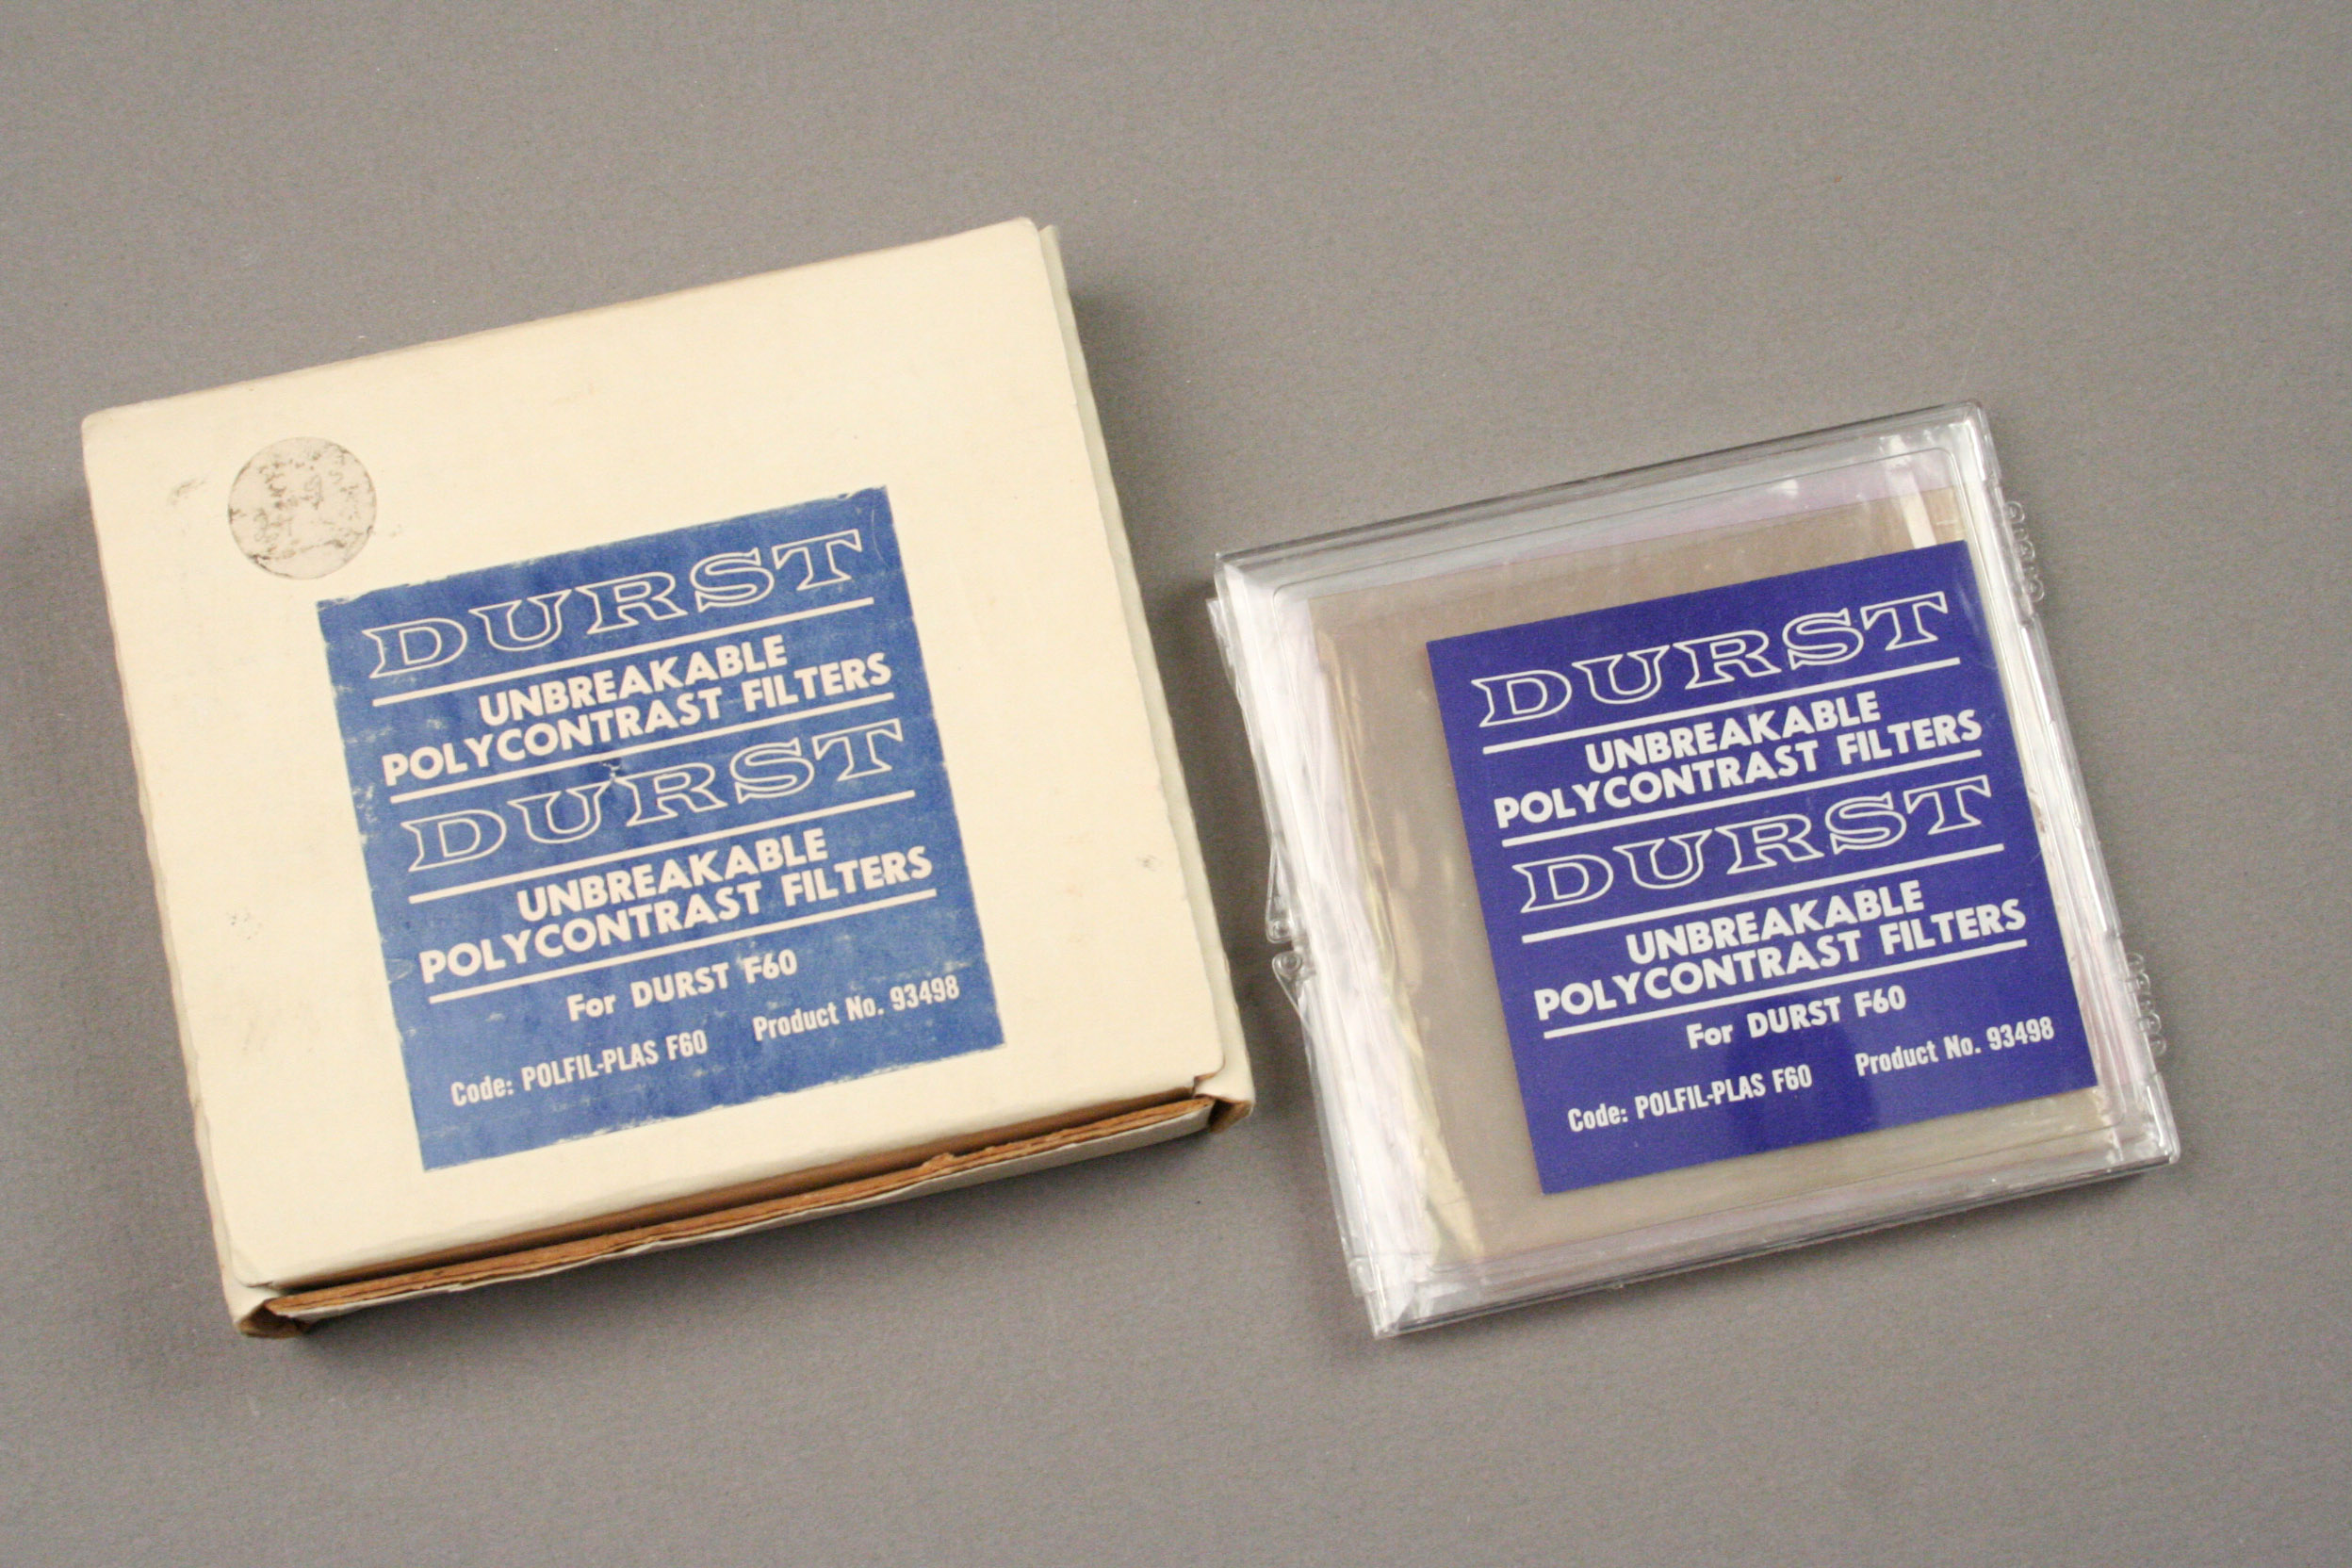 DURST
UNBREAKABLE
POLYCONTRAST FILTERS
DURST
UNBREAKABLE
POLYCONTRAST FILTERS
For DURST F60
Code: POLFIL-PLAS F60 Product No. 93498
DURST
UNBREAKABLE
POLYCONTRAST FILTERS
DURST
UNBREAKABLE
POLYCONTRAST FILTERS
For DURST F60
Code: POLFIL-PLAS F60 Product No. 93498